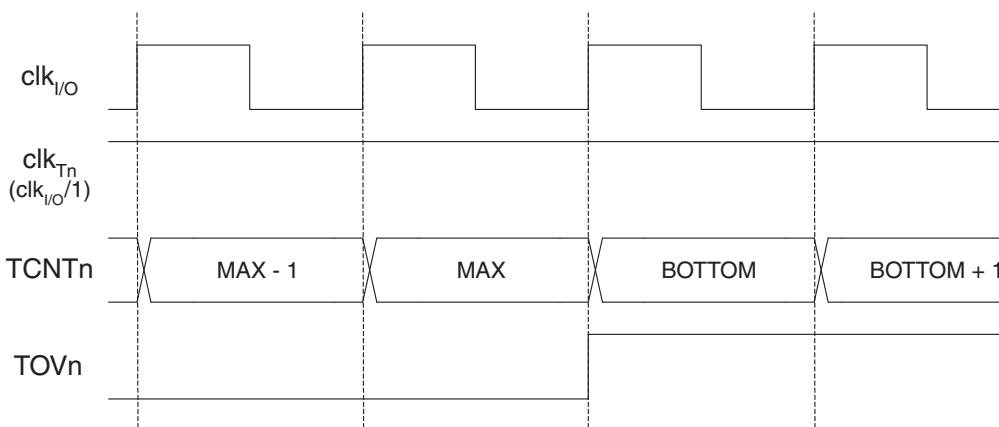 clkI/O
clkTn
(clkI/O/1)
TCNTn MAX - 1 MAX BOTTOM BOTTOM + 1
TOVn